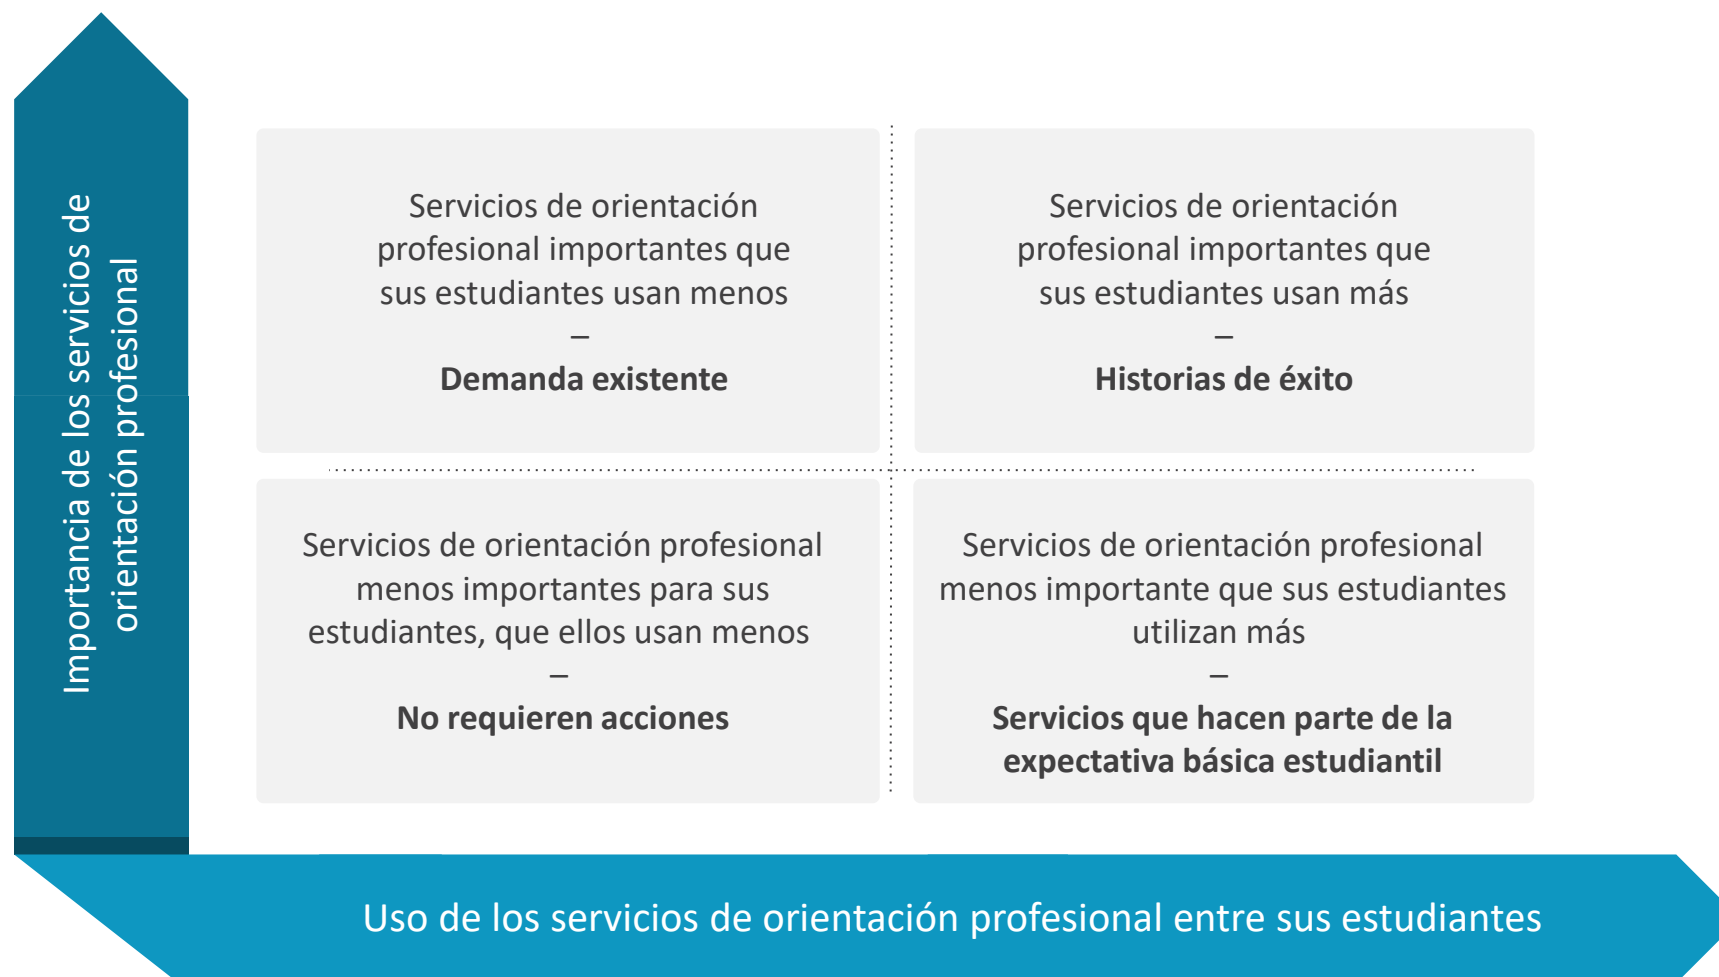 Importancia de los servicios de
orientación profesional
Servicios de orientación
profesional importantes que
sus estudiantes usan menos
–
Demanda existente
Servicios de orientación
profesional importantes que
sus estudiantes usan más
–
Historias de éxito
Servicios de orientación profesional
menos importantes para sus
estudiantes, que ellos usan menos
–
No requieren acciones
Servicios de orientación profesional
menos importante que sus estudiantes
utilizan más
–
Servicios que hacen parte de la
expectativa básica estudiantil
Uso de los servicios de orientación profesional entre sus estudiantes